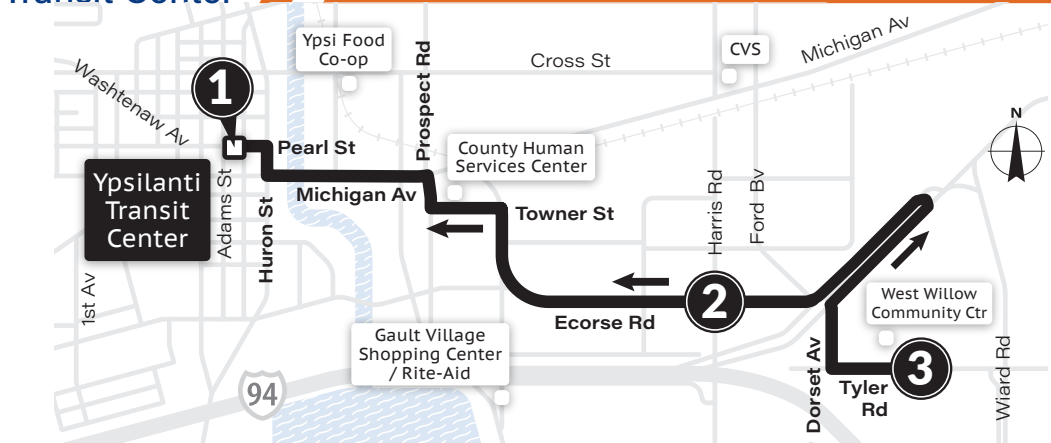 Transit Center
Ypsi Food
Co-op
CVS
Michigan Av
Cross St
Prospect Rd
Washtenaw Av
1
Pearl St
County Human
Services Center
N
Ypsilanti
Transit
Center
Adams St
Huron St
Michigan Av
Towner St
Harris Rd
Ford Bv
1st Av
2
Ecorse Rd
West Willow
Community Ctr
Gault Village
Shopping Center
/ Rite-Aid
94
Dorset Av
Tyler
Rd
3
Wiard Rd